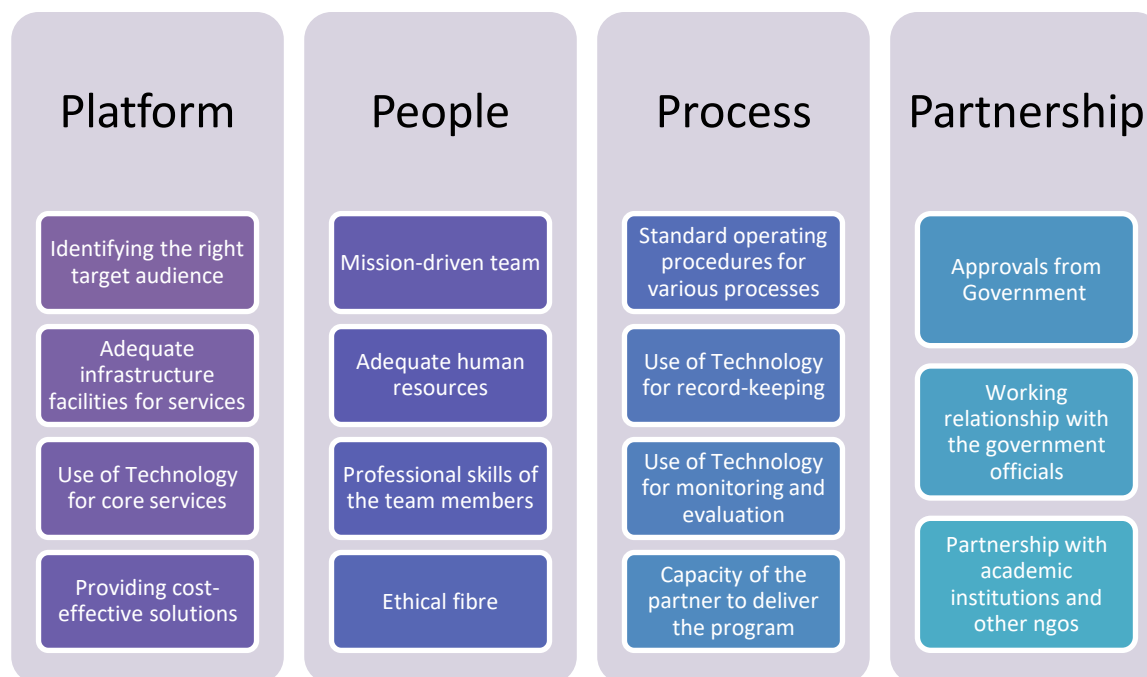 Platform
Identifying the right
target audience
Adequate
infrastructure
facilities for services
Use of Technology
for core services
Providing cost-
effective solutions
People
Mission-driven team
Adequate human
resources
Professional skills of
the team members
Ethical fibre
Process
Standard operating
procedures for
various processes
Use of Technology
for record-keeping
Use of Technology
for monitoring and
evaluation
Capacity of the
partner to deliver
the program
Partnership
Approvals from
Government
Working
relationship with
the government
officials
Partnership with
academic
institutions and
other ngos